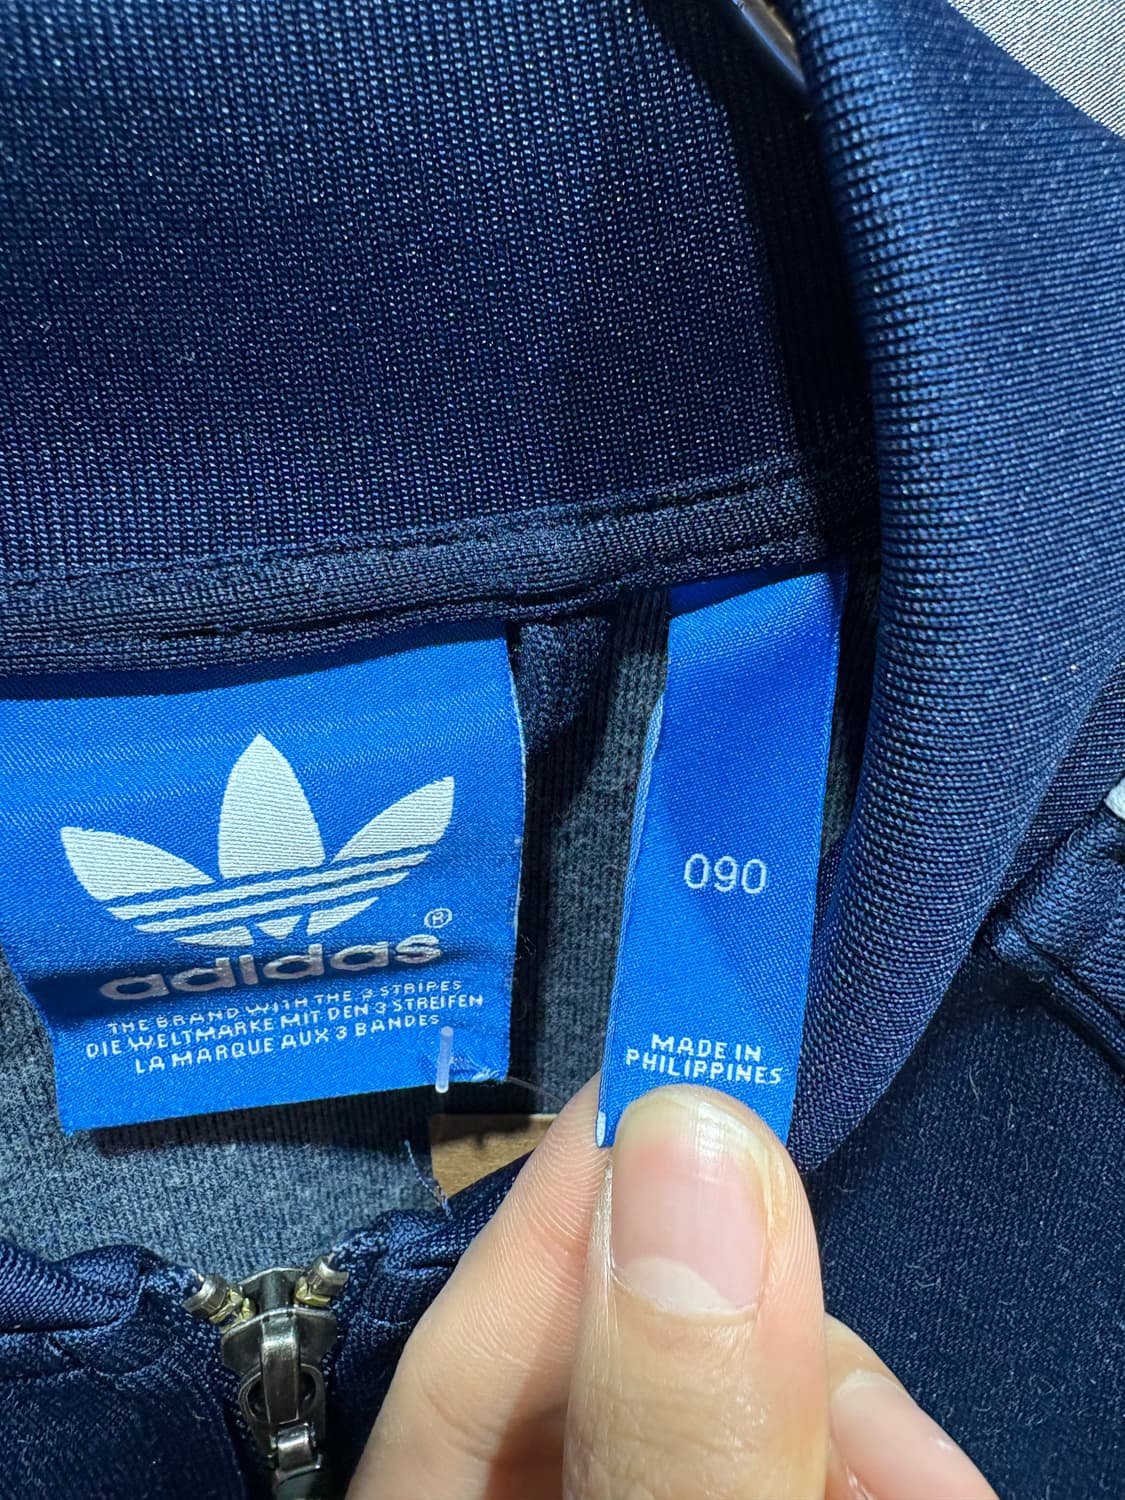 adidas®
THE BRAND WITH THE 3 STRIPES
DIE WELTMARKE MIT DEN 3 STREIFEN
LA MARQUE AUX 3 BANDES
090
MADE IN
PHILIPPINES